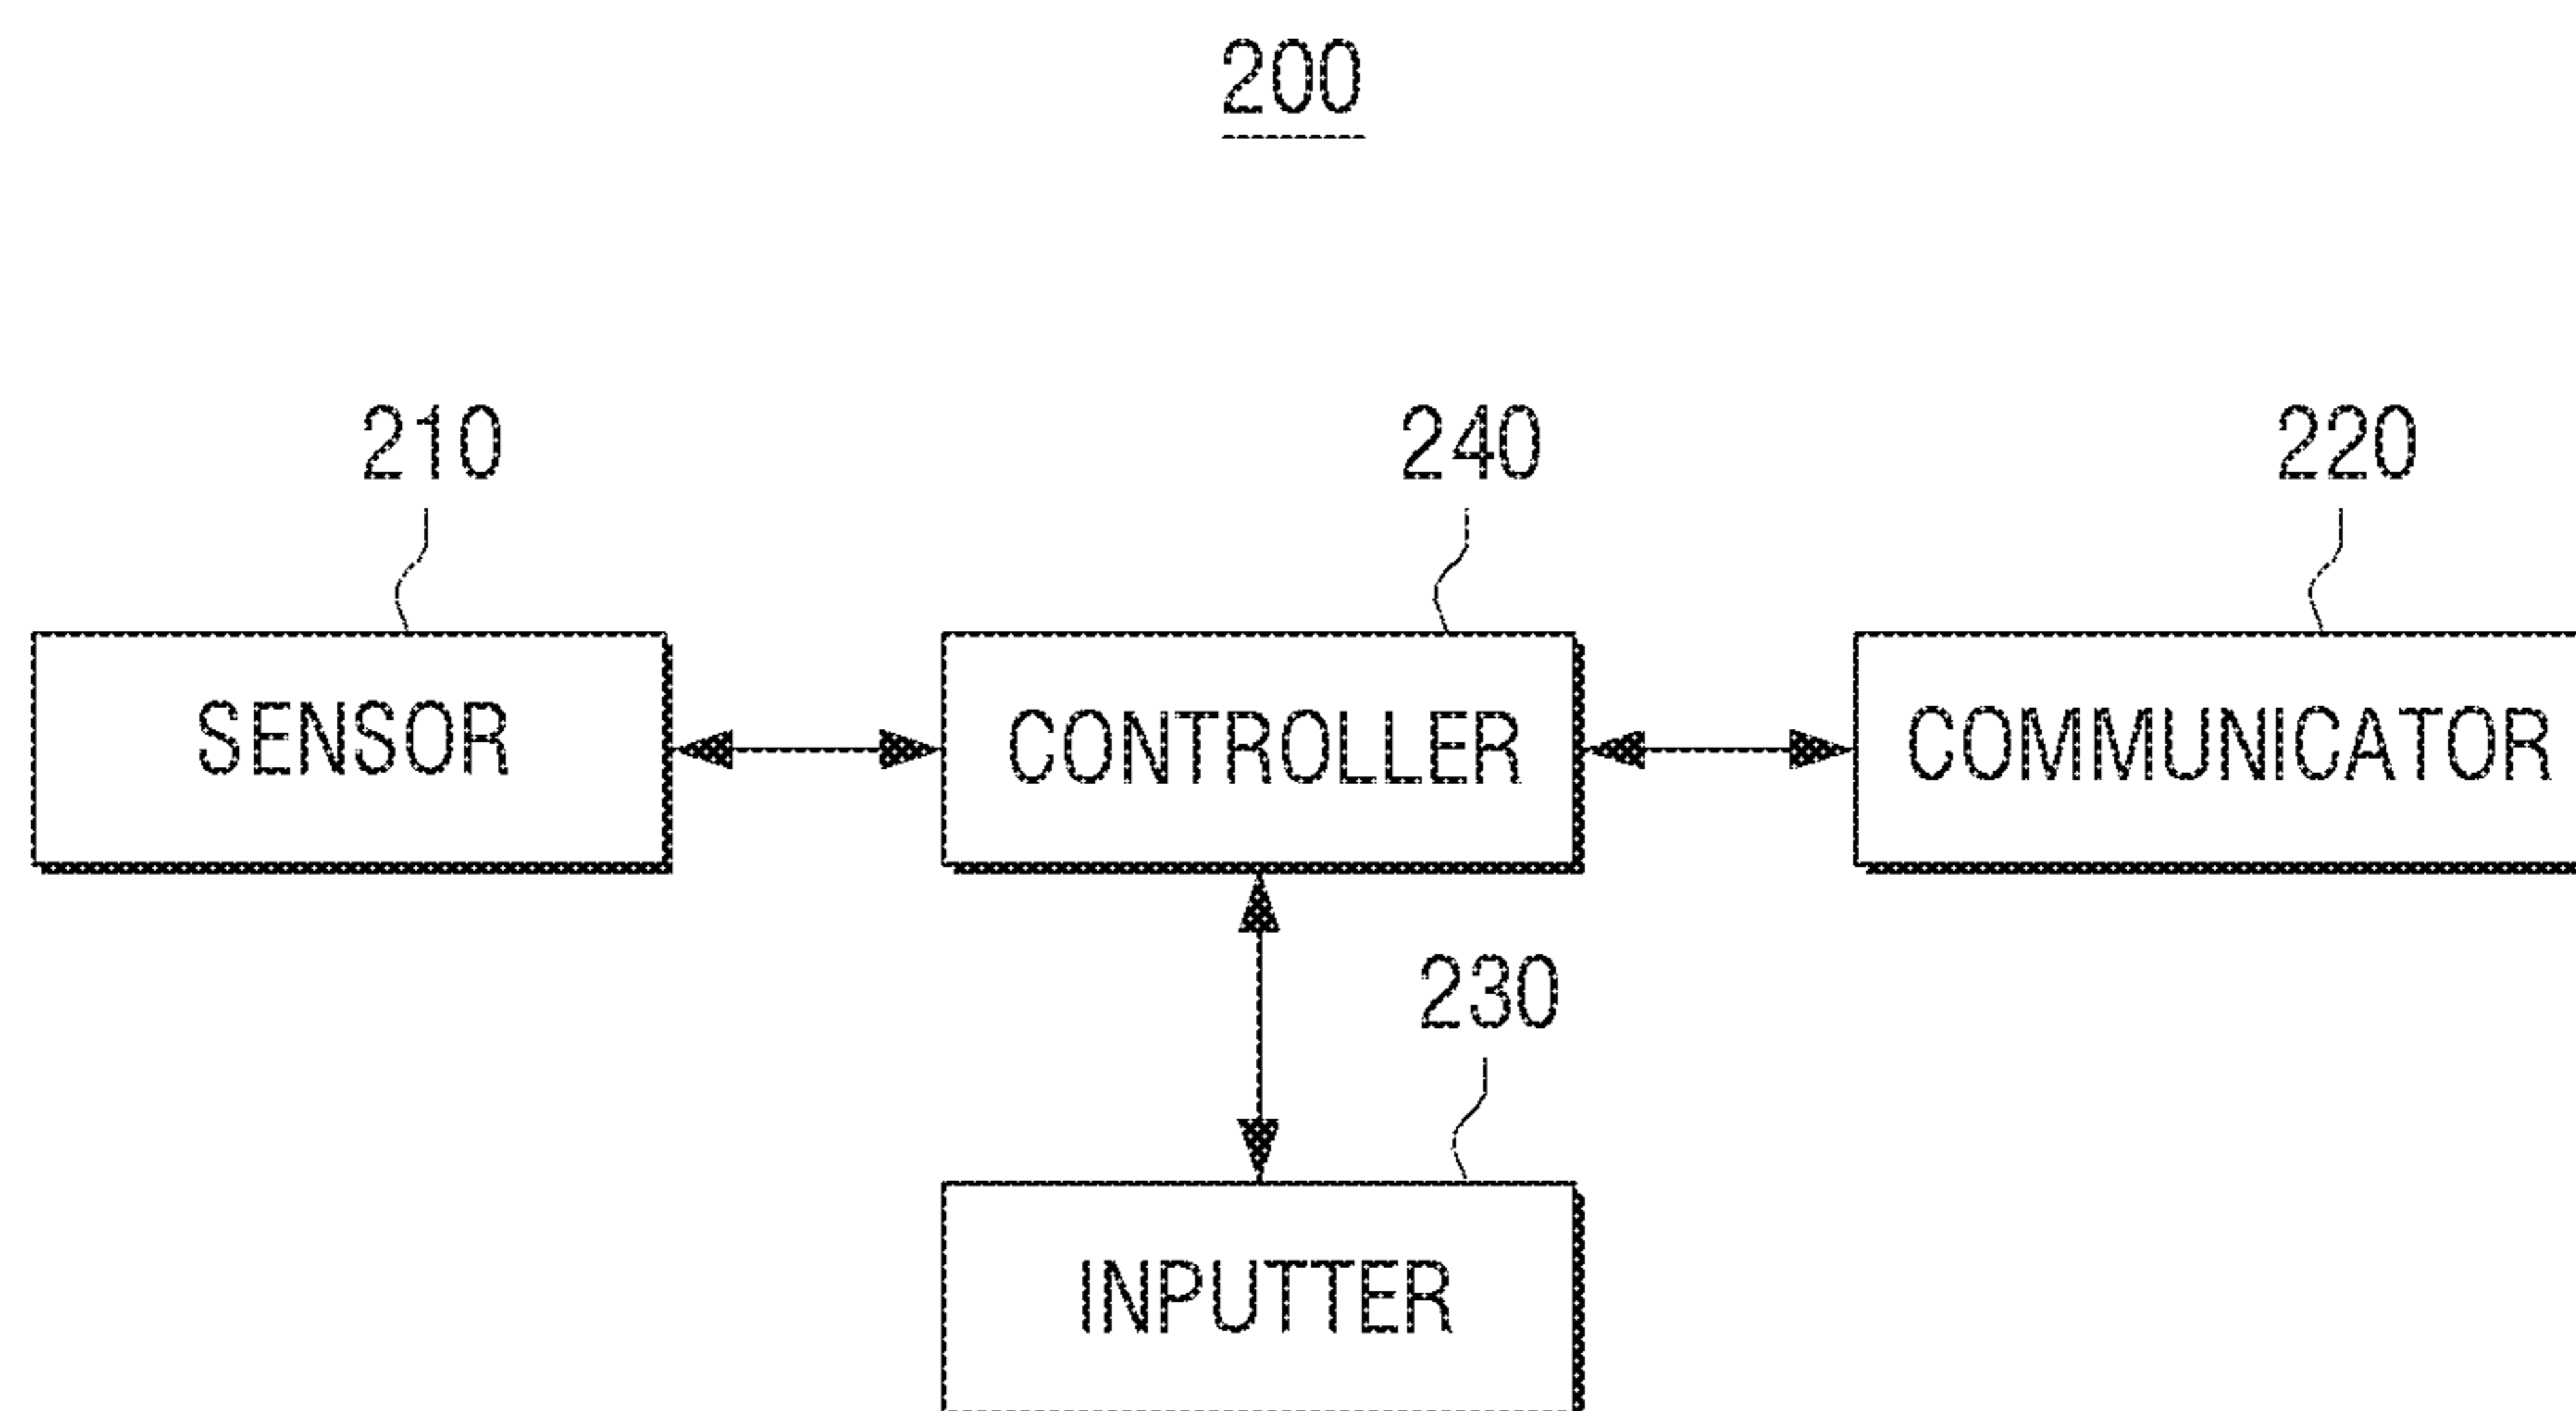 200
210
240
220
SENSOR
CONTROLLER
COMMUNICATOR
230
INPUTTER